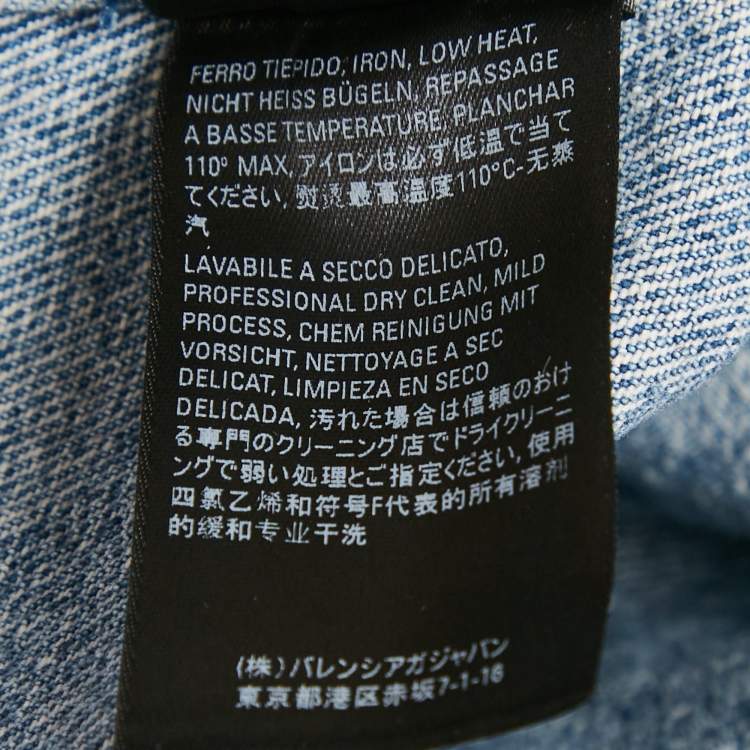 FERRO TIEPIDO, IRON, LOW HEAT,
NICHT HEISS BÜGELN, REPASSAGE
A BASSE TEMPERATURE, PLANCHAR
110º MAX, アイロンは必ず低温で当て
てください, 熨烫最高温度110°C-无蒸
汽
LAVABILE A SECCO DELICATO,
PROFESSIONAL DRY CLEAN, MILD
PROCESS, CHEM REINIGUNG MIT
VORSICHT, NETTOYAGE A SEC
DELICAT, LIMPIEZA EN SECO
DELICADA, 汚れた場合は信頼のおけ
る専門のクリーニング店でドライクリーニ
ングで弱い処理とご指定ください, 使用
四氯乙烯和符号F代表的所有溶剂
的缓和专业干洗
(株)バレンシアガジャパン
東京都港区赤坂7-1-16